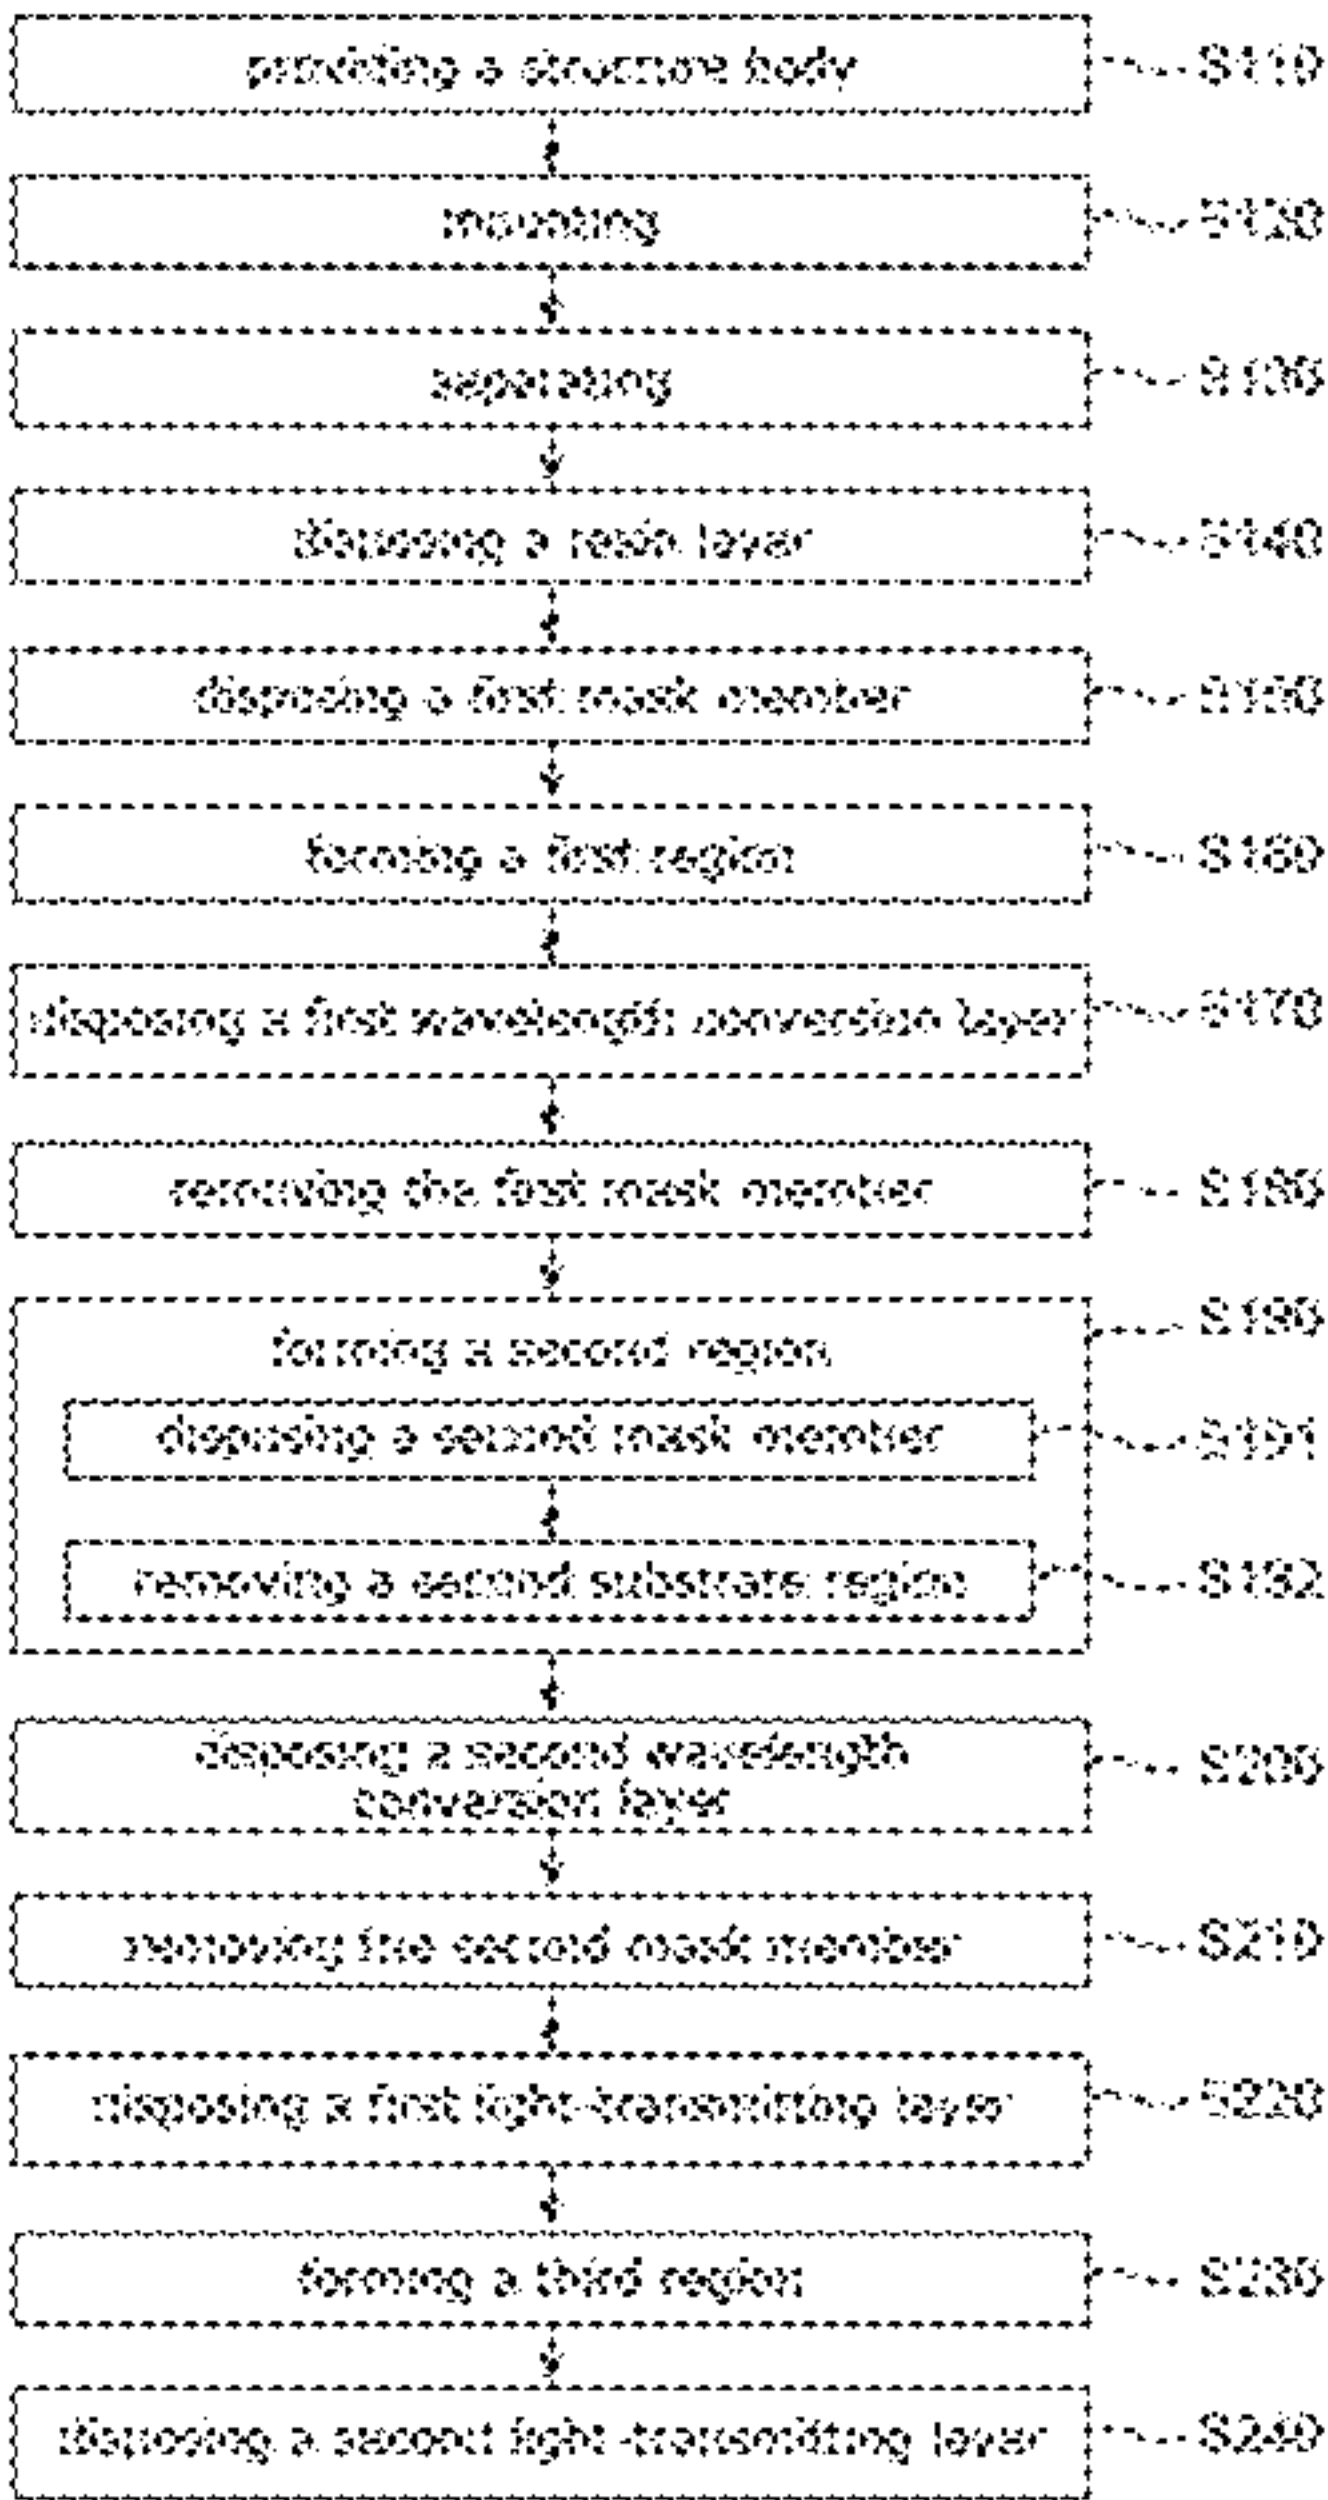 providing a structure body S110
mounting S120
separating S130
disposing a resin layer S140
disposing a first mask member S150
forming a first region S160
disposing a first wavelength conversion layer S170
removing the first mask member S180
forming a second region S190
disposing a second mask member S191
removing a second substrate region S192
disposing a second wavelength
conversion layer S200
removing the second mask member S210
disposing a first light-transmitting layer S220
forming a third region S230
disposing a second light-transmitting layer S240